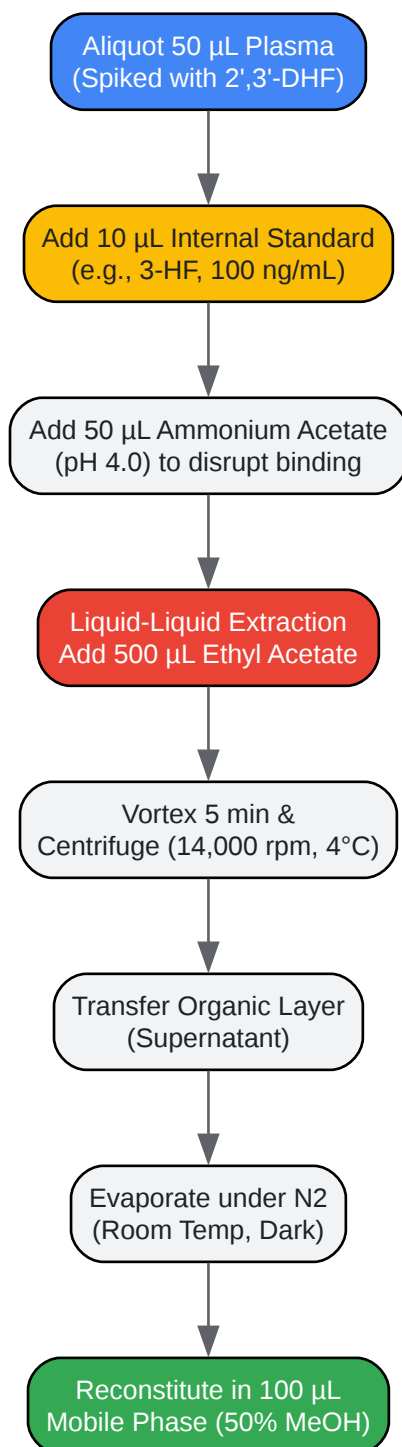 Aliquot 50 µL Plasma
(Spiked with 2',3'-DHF)
Add 10 µL Internal Standard
(e.g., 3-HF, 100 ng/mL)
Add 50 µL Ammonium Acetate
(pH 4.0) to disrupt binding
Liquid-Liquid Extraction
Add 500 µL Ethyl Acetate
Vortex 5 min &
Centrifuge (14,000 rpm, 4°C)
Transfer Organic Layer
(Supernatant)
Evaporate under N2
(Room Temp, Dark)
Reconstitute in 100 µL
Mobile Phase (50% MeOH)